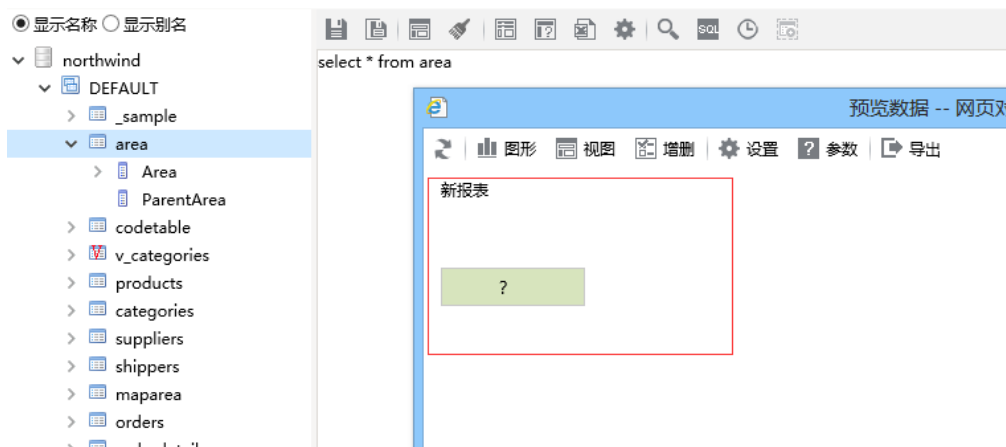 显示名称 显示别名
northwind
DEFAULT
_sample
area
Area
ParentArea
codetable
v_categories
products
categories
suppliers
shippers
maparea
orders
SQL
select * from area
预览数据 -- 网页
图形 视图 增删 设置 ? 参数 导出
新报表
?